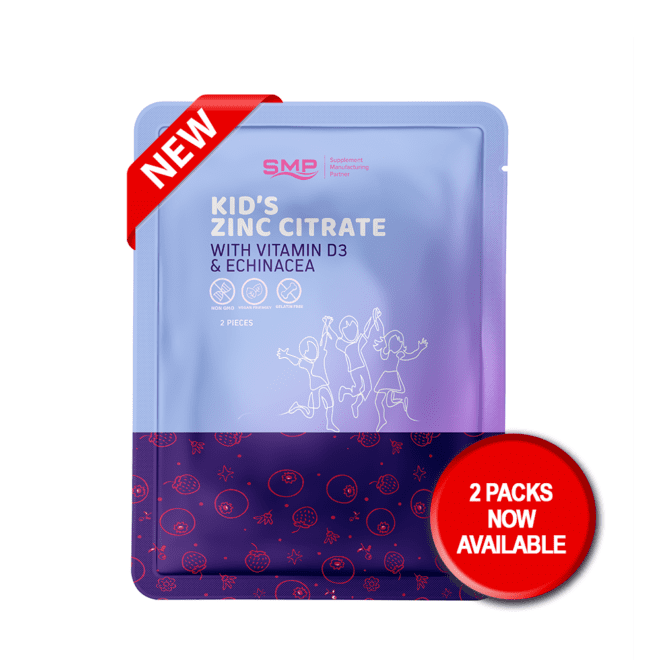 NEW
SMP
Supplement
Manufacturing
Partner
KID'S
ZINC CITRATE
WITH VITAMIN D3
& ECHINACEA
NON GMO
GELATIN FREE
2 PIECES
2 PACKS
NOW
AVAILABLE